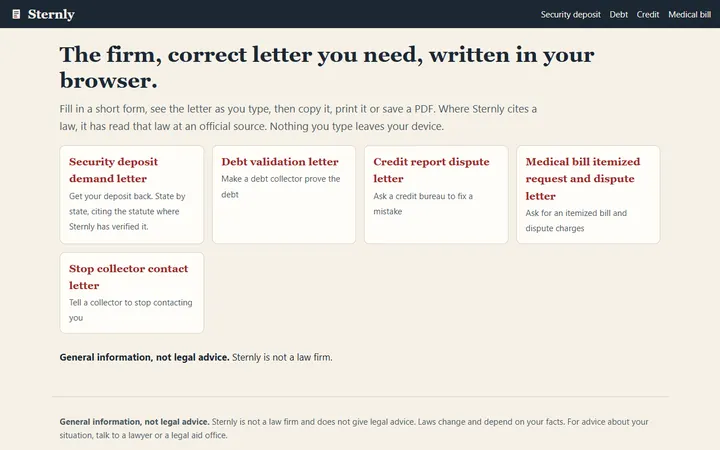 Sternly
Security deposit Debt Credit Medical bill
The firm, correct letter you need, written in your
browser.
Fill in a short form, see the letter as you type, then copy it, print it or save a PDF. Where Sternly cites a
law, it has read that law at an official source. Nothing you type leaves your device.
Security deposit
demand letter
Get your deposit back. State by
state, citing the statute where
Sternly has verified it.
Debt validation letter
Make a debt collector prove the
debt
Credit report dispute
letter
Ask a credit bureau to fix a
mistake
Medical bill itemized
request and dispute
letter
Ask for an itemized bill and
dispute charges
Stop collector contact
letter
Tell a collector to stop contacting
you
General information, not legal advice. Sternly is not a law firm.
General information, not legal advice. Sternly is not a law firm and does not give legal advice. Laws change and depend on your facts. For advice about your
situation, talk to a lawyer or a legal aid office.